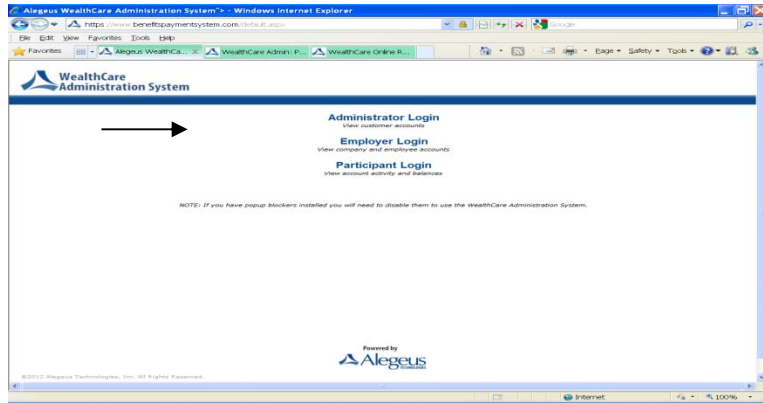 Alegeus WealthCare Administration System"> - Windows Internet Explorer
https://www.benefitspaymentsystem.com/default.aspx
Google
File Edit View Favorites Tools Help
Favorites
Alegeus WealthCa...
WealthCare Admin: P...
WealthCare Online R...
Page Safety Tools
WealthCare
Administration System
Administrator Login
View customer accounts
Employer Login
View company and employee accounts
Participant Login
View account activity and balances
NOTE: If you have popup blockers installed you will need to disable them to use the WealthCare Administration System.
Powered by
Alegeus
TECHNOLOGIES
©2012 Alegeus Technologies, Inc. All Rights Reserved.
Internet
100%